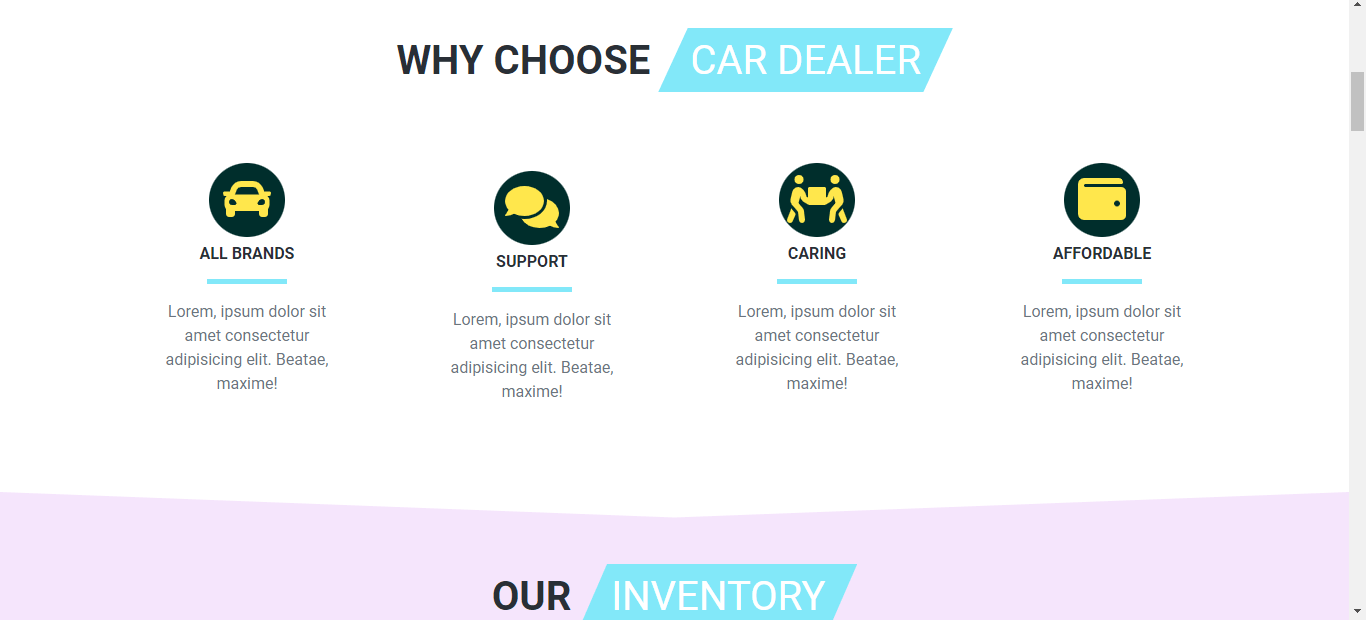 WHY CHOOSE CAR DEALER
ALL BRANDS
Lorem, ipsum dolor sit
amet consectetur
adipisicing elit. Beatae,
maxime!
SUPPORT
Lorem, ipsum dolor sit
amet consectetur
adipisicing elit. Beatae,
maxime!
CARING
Lorem, ipsum dolor sit
amet consectetur
adipisicing elit. Beatae,
maxime!
AFFORDABLE
Lorem, ipsum dolor sit
amet consectetur
adipisicing elit. Beatae,
maxime!
OUR INVENTORY